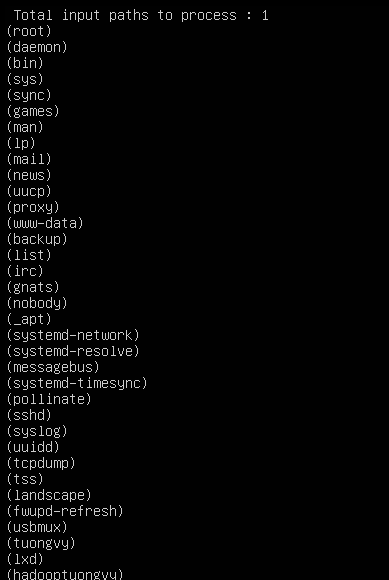 Total input paths to process : 1
(root)
(daemon)
(bin)
(sys)
(sync)
(games)
(man)
(lp)
(mail)
(news)
(uucp)
(proxy)
(www-data)
(backup)
(list)
(irc)
(gnats)
(nobody)
(_apt)
(systemd-network)
(systemd-resolve)
(messagebus)
(systemd-timesync)
(pollinate)
(sshd)
(syslog)
(uuidd)
(tcpdump)
(tss)
(landscape)
(fwupd-refresh)
(usbmux)
(tuongvy)
(lxd)
(hadooptuongvy)